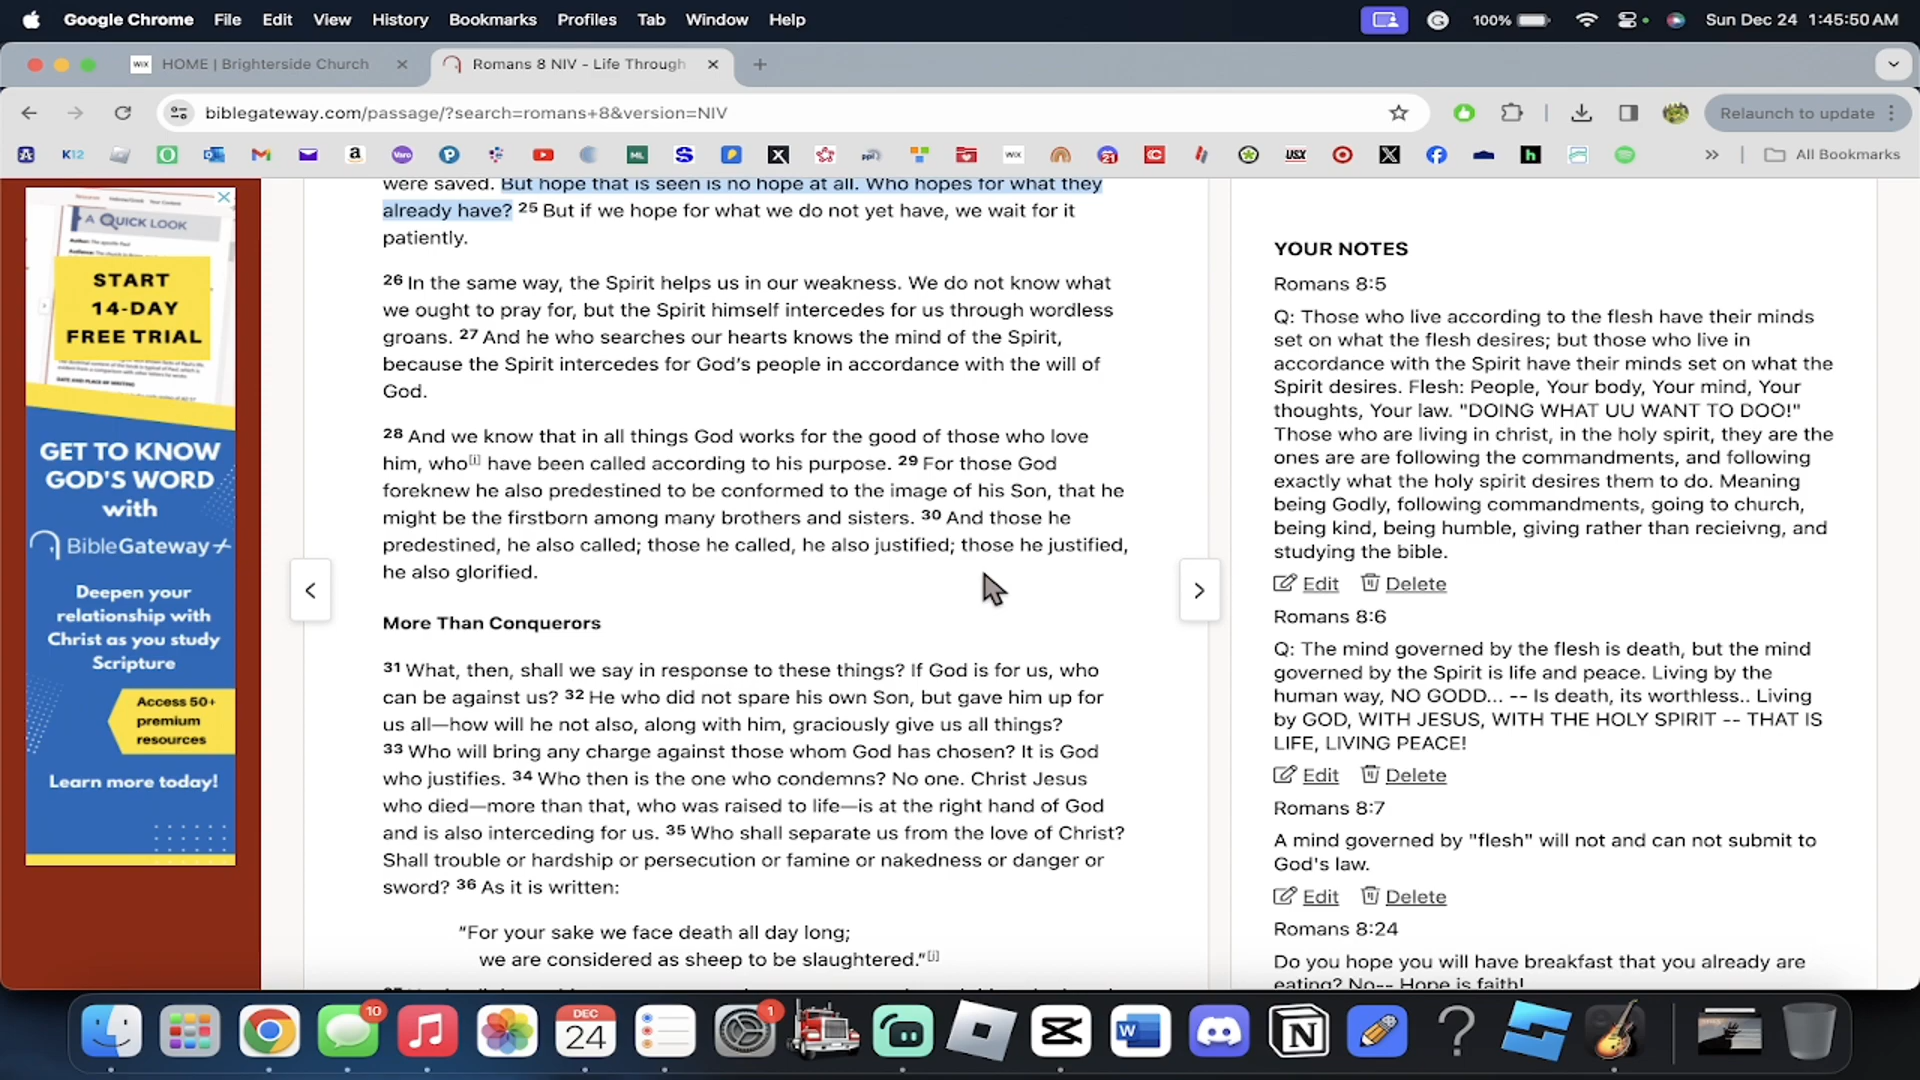 Google Chrome File Edit View History Bookmarks Profiles Tab Window Help 100% Sun Dec 24 1:45:50 AM
HOME | Brighterside Church
Romans 8 NIV - Life Through
biblegateway.com/passage/?search=romans+8&version=NIV
Relaunch to update
K12
All Bookmarks
A QUICK LOOK
START
14-DAY
FREE TRIAL
GET TO KNOW
GOD'S WORD
with
BibleGateway+
Deepen your
relationship with
Christ as you study
Scripture
Access 50+
premium
resources
Learn more today!
were saved. But hope that is seen is no hope at all. Who hopes for what they
already have? 25 But if we hope for what we do not yet have, we wait for it
patiently.
26 In the same way, the Spirit helps us in our weakness. We do not know what
we ought to pray for, but the Spirit himself intercedes for us through wordless
groans. 27 And he who searches our hearts knows the mind of the Spirit,
because the Spirit intercedes for God’s people in accordance with the will of
God.
28 And we know that in all things God works for the good of those who love
him, who[i] have been called according to his purpose. 29 For those God
foreknew he also predestined to be conformed to the image of his Son, that he
might be the firstborn among many brothers and sisters. 30 And those he
predestined, he also called; those he called, he also justified; those he justified,
he also glorified.
More Than Conquerors
31 What, then, shall we say in response to these things? If God is for us, who
can be against us? 32 He who did not spare his own Son, but gave him up for
us all—how will he not also, along with him, graciously give us all things?
33 Who will bring any charge against those whom God has chosen? It is God
who justifies. 34 Who then is the one who condemns? No one. Christ Jesus
who died—more than that, who was raised to life—is at the right hand of God
and is also interceding for us. 35 Who shall separate us from the love of Christ?
Shall trouble or hardship or persecution or famine or nakedness or danger or
sword? 36 As it is written:
“For your sake we face death all day long;
we are considered as sheep to be slaughtered.”[j]
YOUR NOTES
Romans 8:5
Q: Those who live according to the flesh have their minds
set on what the flesh desires; but those who live in
accordance with the Spirit have their minds set on what the
Spirit desires. Flesh: People, Your body, Your mind, Your
thoughts, Your law. "DOING WHAT UU WANT TO DOO!"
Those who are living in christ, in the holy spirit, they are the
ones are are following the commandments, and following
exactly what the holy spirit desires them to do. Meaning
being Godly, following commandments, going to church,
being kind, being humble, giving rather than recieivng, and
studying the bible.
Edit Delete
Romans 8:6
Q: The mind governed by the flesh is death, but the mind
governed by the Spirit is life and peace. Living by the
human way, NO GODD... -- Is death, its worthless.. Living
by GOD, WITH JESUS, WITH THE HOLY SPIRIT -- THAT IS
LIFE, LIVING PEACE!
Edit Delete
Romans 8:7
A mind governed by "flesh" will not and can not submit to
God's law.
Edit Delete
Romans 8:24
Do you hope you will have breakfast that you already are
eating? No-- Hope is faith!
10
DEC
24
1